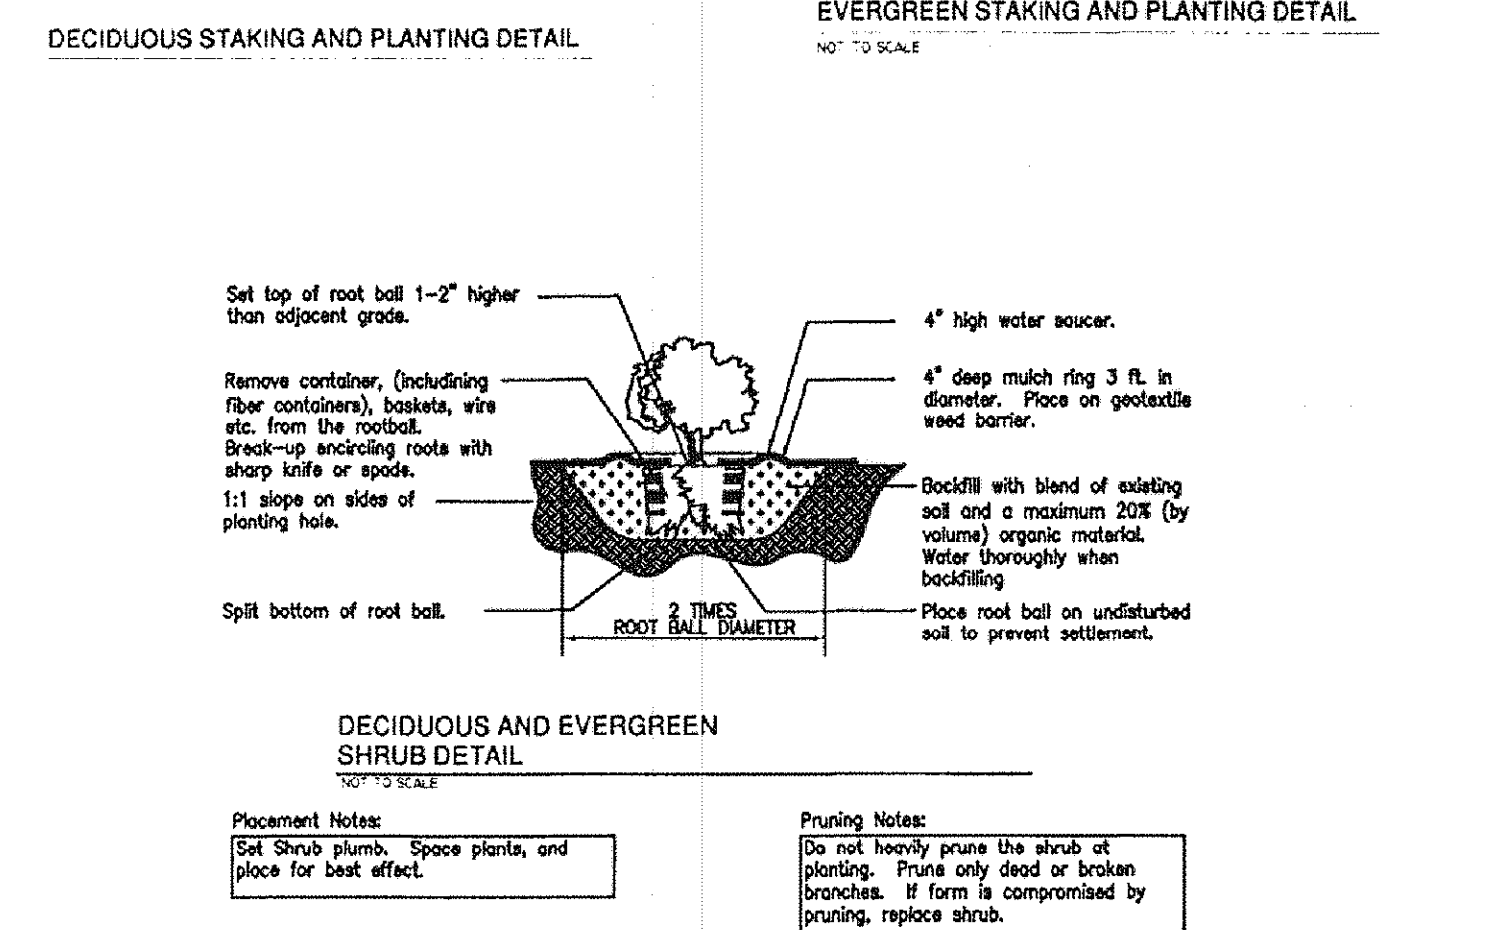 DECIDUOUS STAKING AND PLANTING DETAIL
EVERGREEN STAKING AND PLANTING DETAIL
NOT TO SCALE
Set top of root ball 1-2" higher
than adjacent grade.
Remove container, (includining
fiber containers), baskets, wire
etc. from the rootball.
Break-up encircling roots with
sharp knife or spade.
1:1 slope on sides of
planting hole.
Split bottom of root ball.
4" high water saucer.
4" deep mulch ring 3 ft. in
diameter. Place on geotextile
weed barrier.
Backfill with blend of existing
soil and a maximum 20% (by
volume) organic material.
Water thoroughly when
backfilling
Place root ball on undisturbed
soil to prevent settlement.
2 TIMES
ROOT BALL DIAMETER
DECIDUOUS AND EVERGREEN
SHRUB DETAIL
NOT TO SCALE
Placement Notes:
Set Shrub plumb. Space plants, and
place for best effect.
Pruning Notes:
Do not heavily prune the shrub at
planting. Prune only dead or broken
branches. If form is compromised by
pruning, replace shrub.